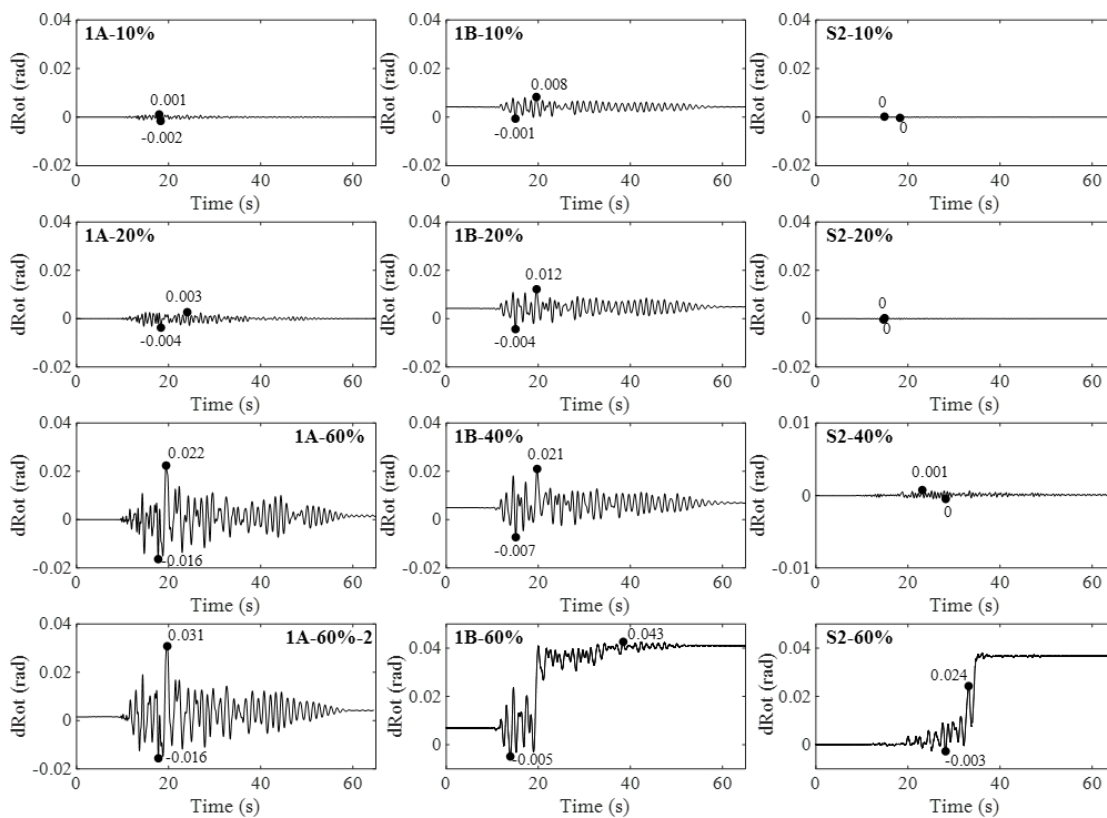 0.04
0.02
0
-0.02
dRot (rad)
1A-10%
0.001
-0.002
0 20 40 60
Time (s)
0.04
0.02
0
-0.02
dRot (rad)
1B-10%
0.008
-0.001
0 20 40 60
Time (s)
0.04
0.02
0
-0.02
dRot (rad)
S2-10%
0
0
0 20 40 60
Time (s)
0.04
0.02
0
-0.02
dRot (rad)
1A-20%
0.003
-0.004
0 20 40 60
Time (s)
0.04
0.02
0
-0.02
dRot (rad)
1B-20%
0.012
-0.004
0 20 40 60
Time (s)
0.04
0.02
0
-0.02
dRot (rad)
S2-20%
0
0
0 20 40 60
Time (s)
0.04
0.02
0
-0.02
dRot (rad)
1A-60%
0.022
-0.016
0 20 40 60
Time (s)
0.04
0.02
0
-0.02
dRot (rad)
1B-40%
0.021
-0.007
0 20 40 60
Time (s)
0.01
0
-0.01
dRot (rad)
S2-40%
0.001
0
0 20 40 60
Time (s)
0.04
0.02
0
-0.02
dRot (rad)
1A-60%-2
0.031
-0.016
0 20 40 60
Time (s)
0.04
0.02
0
dRot (rad)
1B-60%
0.043
-0.005
0 20 40 60
Time (s)
0.04
0.02
0
dRot (rad)
S2-60%
0.024
-0.003
0 20 40 60
Time (s)